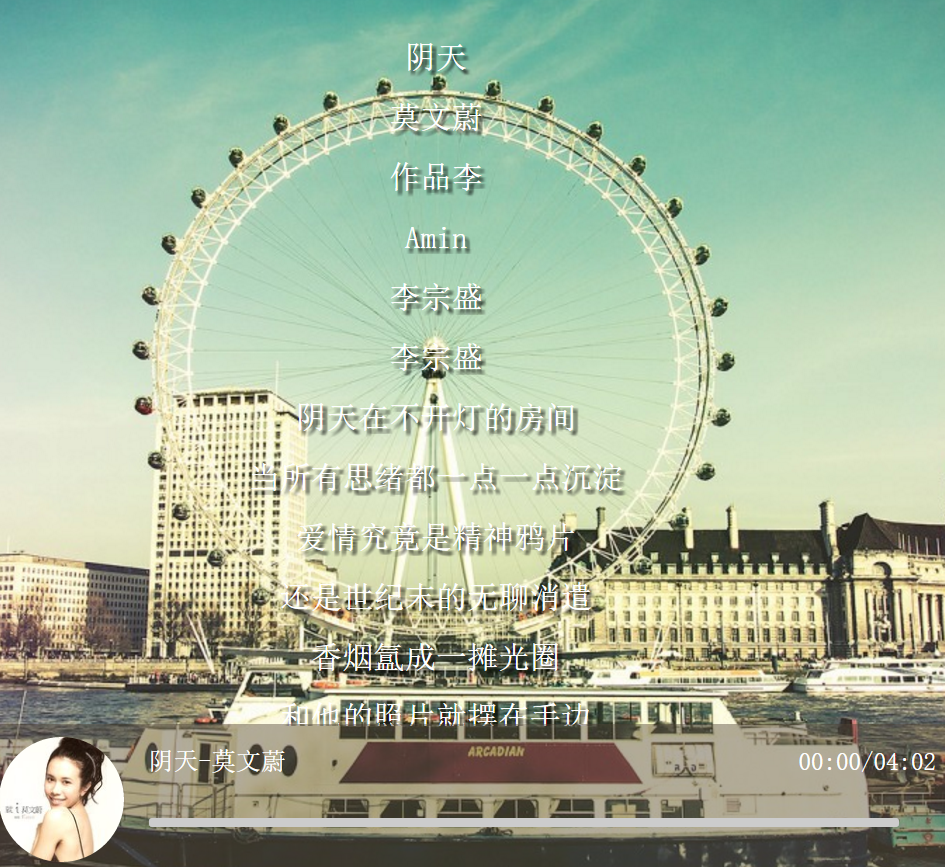 阴天
莫文蔚
作品李
Amin
李宗盛
李宗盛
阴天在不开灯的房间
当所有思绪都一点一点沉淀
爱情究竟是精神鸦片
还是世纪末的无聊消遣
香烟氲成一摊光圈
和他的照片就摆在手边
阴天-莫文蔚
00:00/04:02
ARCADIAN
莫文蔚